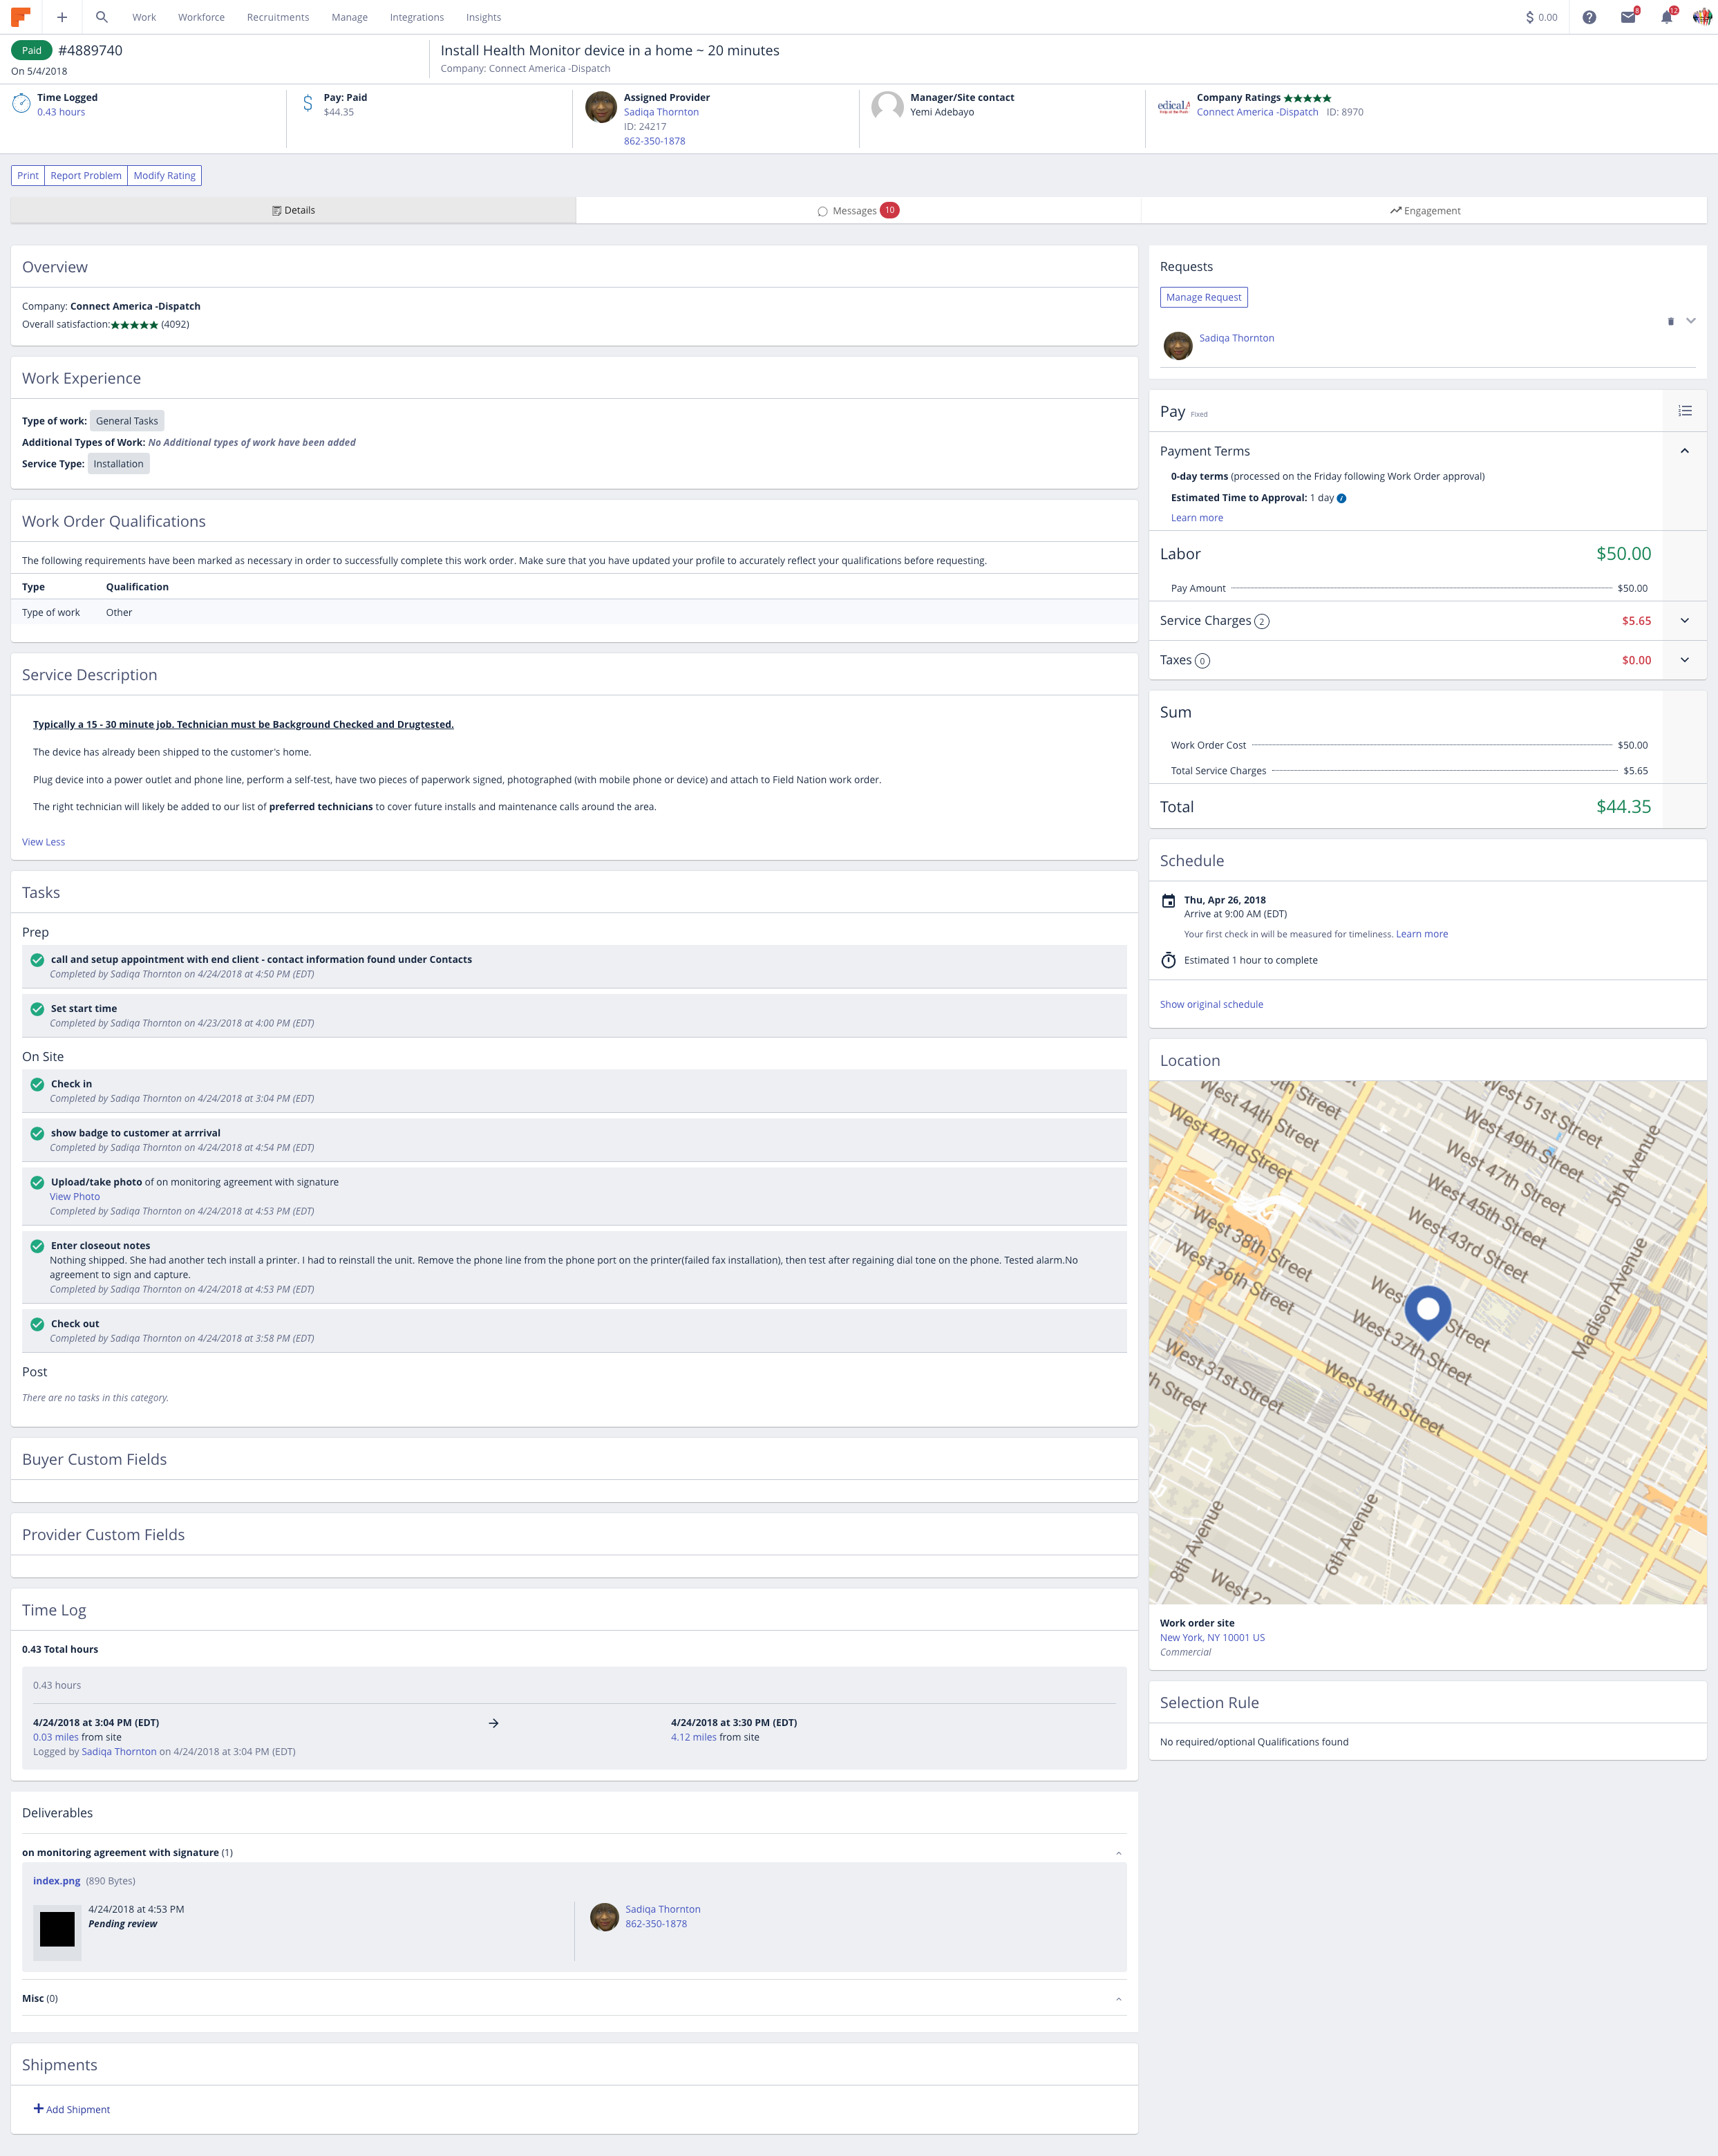 Work Workforce Recruitments Manage Integrations Insights
0.00
8
12
Paid #4889740
On 5/4/2018
Install Health Monitor device in a home ~ 20 minutes
Company: Connect America -Dispatch
Time Logged
0.43 hours
Pay: Paid
$44.35
Assigned Provider
Sadiqa Thornton
ID: 24217
862-350-1878
Manager/Site contact
Yemi Adebayo
edicalA
Company Ratings ★★★★★
Connect America -Dispatch ID: 8970
Print Report Problem Modify Rating
Details
Messages 10
Engagement
Overview
Company: Connect America -Dispatch
Overall satisfaction:★★★★★ (4092)
Work Experience
Type of work: General Tasks
Additional Types of Work: No Additional types of work have been added
Service Type: Installation
Work Order Qualifications
The following requirements have been marked as necessary in order to successfully complete this work order. Make sure that you have updated your profile to accurately reflect your qualifications before requesting.
Type Qualification
Type of work Other
Service Description
Typically a 15 - 30 minute job. Technician must be Background Checked and Drugtested.
The device has already been shipped to the customer's home.
Plug device into a power outlet and phone line, perform a self-test, have two pieces of paperwork signed, photographed (with mobile phone or device) and attach to Field Nation work order.
The right technician will likely be added to our list of preferred technicians to cover future installs and maintenance calls around the area.
View Less
Tasks
Prep
call and setup appointment with end client - contact information found under Contacts
Completed by Sadiqa Thornton on 4/24/2018 at 4:50 PM (EDT)
Set start time
Completed by Sadiqa Thornton on 4/23/2018 at 4:00 PM (EDT)
On Site
Check in
Completed by Sadiqa Thornton on 4/24/2018 at 3:04 PM (EDT)
show badge to customer at arrrival
Completed by Sadiqa Thornton on 4/24/2018 at 4:54 PM (EDT)
Upload/take photo of on monitoring agreement with signature
View Photo
Completed by Sadiqa Thornton on 4/24/2018 at 4:53 PM (EDT)
Enter closeout notes
Nothing shipped. She had another tech install a printer. I had to reinstall the unit. Remove the phone line from the phone port on the printer(failed fax installation), then test after regaining dial tone on the phone. Tested alarm.No
agreement to sign and capture.
Completed by Sadiqa Thornton on 4/24/2018 at 4:53 PM (EDT)
Check out
Completed by Sadiqa Thornton on 4/24/2018 at 3:58 PM (EDT)
Post
There are no tasks in this category.
Buyer Custom Fields
Provider Custom Fields
Time Log
0.43 Total hours
0.43 hours
4/24/2018 at 3:04 PM (EDT) → 4/24/2018 at 3:30 PM (EDT)
0.03 miles from site 4.12 miles from site
Logged by Sadiqa Thornton on 4/24/2018 at 3:04 PM (EDT)
Deliverables
on monitoring agreement with signature (1)
index.png (890 Bytes)
4/24/2018 at 4:53 PM
Pending review
Sadiqa Thornton
862-350-1878
Misc (0)
Shipments
+ Add Shipment
Requests
Manage Request
Sadiqa Thornton
Pay Fixed
Payment Terms
0-day terms (processed on the Friday following Work Order approval)
Estimated Time to Approval: 1 day
Learn more
Labor $50.00
Pay Amount $50.00
Service Charges 2 $5.65
Taxes 0 $0.00
Sum
Work Order Cost $50.00
Total Service Charges $5.65
Total $44.35
Schedule
Thu, Apr 26, 2018
Arrive at 9:00 AM (EDT)
Your first check in will be measured for timeliness. Learn more
Estimated 1 hour to complete
Show original schedule
Location
West 44th Street
West 42nd Street
West 51st Street
West 49th Street
West 47th Street
West 45th Street
West 43rd Street
5th Avenue
West 38th Street
West 36th Street
West 37th Street
Madison Avenue
West 31st Street
West 34th Street
8th Avenue
6th Avenue
West 22
Work order site
New York, NY 10001 US
Commercial
Selection Rule
No required/optional Qualifications found